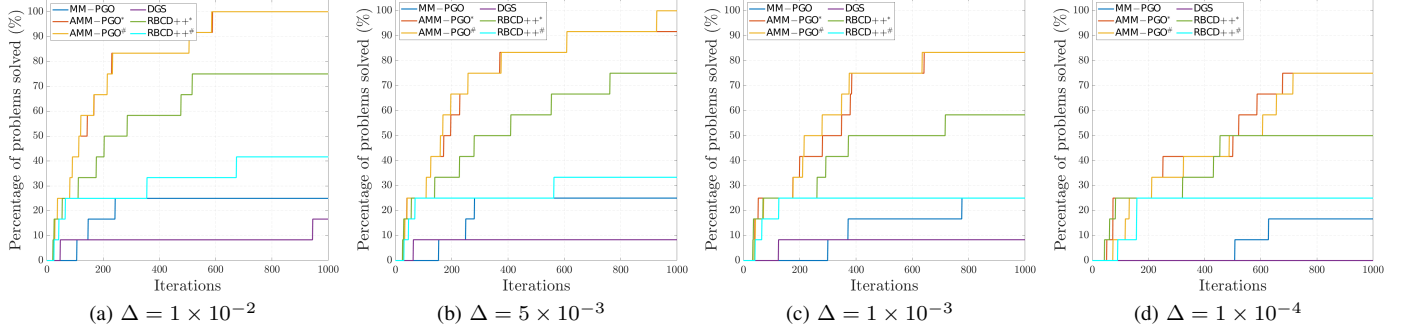 Percentage of problems solved (%)
100
90
80
70
60
50
40
30
20
10
0
MM−PGO DGS
AMM−PGO* RBCD++*
AMM−PGO# RBCD++#
0 200 400 600 800 1000
Iterations
(a) Δ = 1 × 10−2
Percentage of problems solved (%)
100
90
80
70
60
50
40
30
20
10
0
MM−PGO DGS
AMM−PGO* RBCD++*
AMM−PGO# RBCD++#
0 200 400 600 800 1000
Iterations
(b) Δ = 5 × 10−3
Percentage of problems solved (%)
100
90
80
70
60
50
40
30
20
10
0
MM−PGO DGS
AMM−PGO* RBCD++*
AMM−PGO# RBCD++#
0 200 400 600 800 1000
Iterations
(c) Δ = 1 × 10−3
Percentage of problems solved (%)
100
90
80
70
60
50
40
30
20
10
0
MM−PGO DGS
AMM−PGO* RBCD++*
AMM−PGO# RBCD++#
0 200 400 600 800 1000
Iterations
(d) Δ = 1 × 10−4